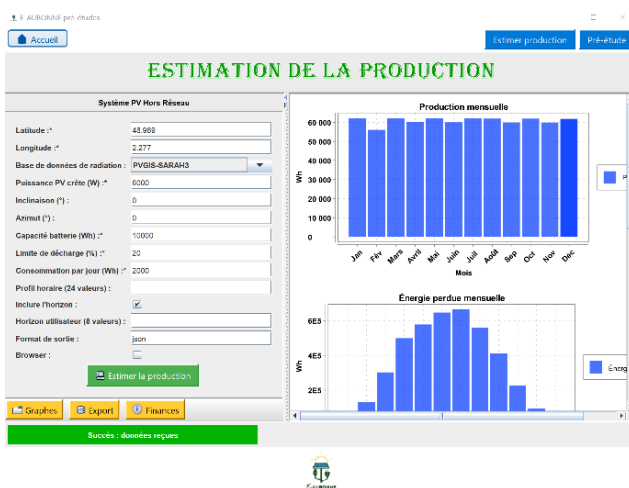 E-AUBONNE pré-études
Accueil
Estimer production
Pré-étude
ESTIMATION DE LA PRODUCTION
Système PV Hors Réseau
Latitude :* 48.989
Longitude :* 2.277
Base de données de radiation : PVGIS-SARAH3
Puissance PV crête (W) :* 8000
Inclinaison (°) : 0
Azimut (°) : 0
Capacité batterie (Wh) :* 10000
Limite de décharge (%) :* 20
Consommation par jour (Wh) :* 2000
Profil horaire (24 valeurs) :
Inclure l'horizon :
Horizon utilisateur (8 valeurs) :
Format de sortie : json
Browser :
Estimer la production
Graphes
Export
Finances
Succès : données reçues
Production mensuelle
60 000
50 000
40 000
30 000
20 000
10 000
0
Wh
Jan Fév Mars Avril Mai Juin Juil Août Sep Oct Nov Déc
Mois
P
Énergie perdue mensuelle
6E5
4E5
2E5
Wh
Énerg